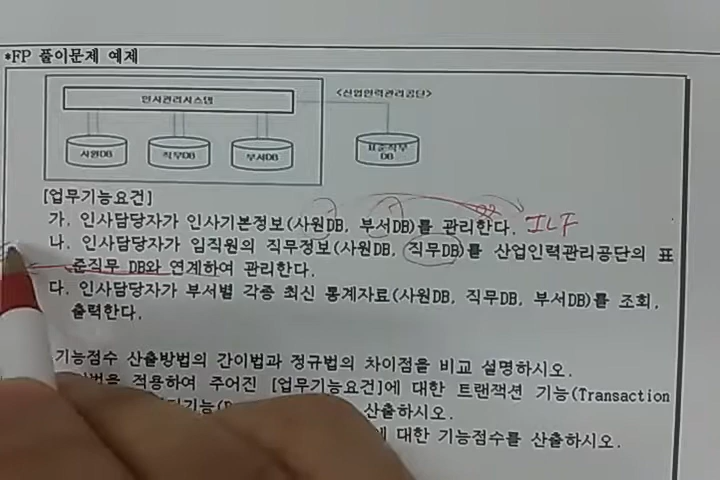 *FP 풀이문제 예제
인사관리시스템
<산업인력관리공단>
사원DB
직무DB
부서DB
표준직무
DB
[업무기능요건]
가. 인사담당자가 인사기본정보(사원DB, 부서DB)를 관리한다. ILF
나. 인사담당자가 임직원의 직무정보(사원DB, 직무DB)를 산업인력관리공단의 표
준직무 DB와 연계하여 관리한다.
다. 인사담당자가 부서별 각종 최신 통계자료(사원DB, 직무DB, 부서DB)를 조회,
출력한다.
기능점수 산출방법의 간이법과 정규법의 차이점을 비교 설명하시오.
적용하여 주어진 [업무기능요건]에 대한 트랜잭션 기능(Transaction
산출하시오.
대한 기능점수를 산출하시오.